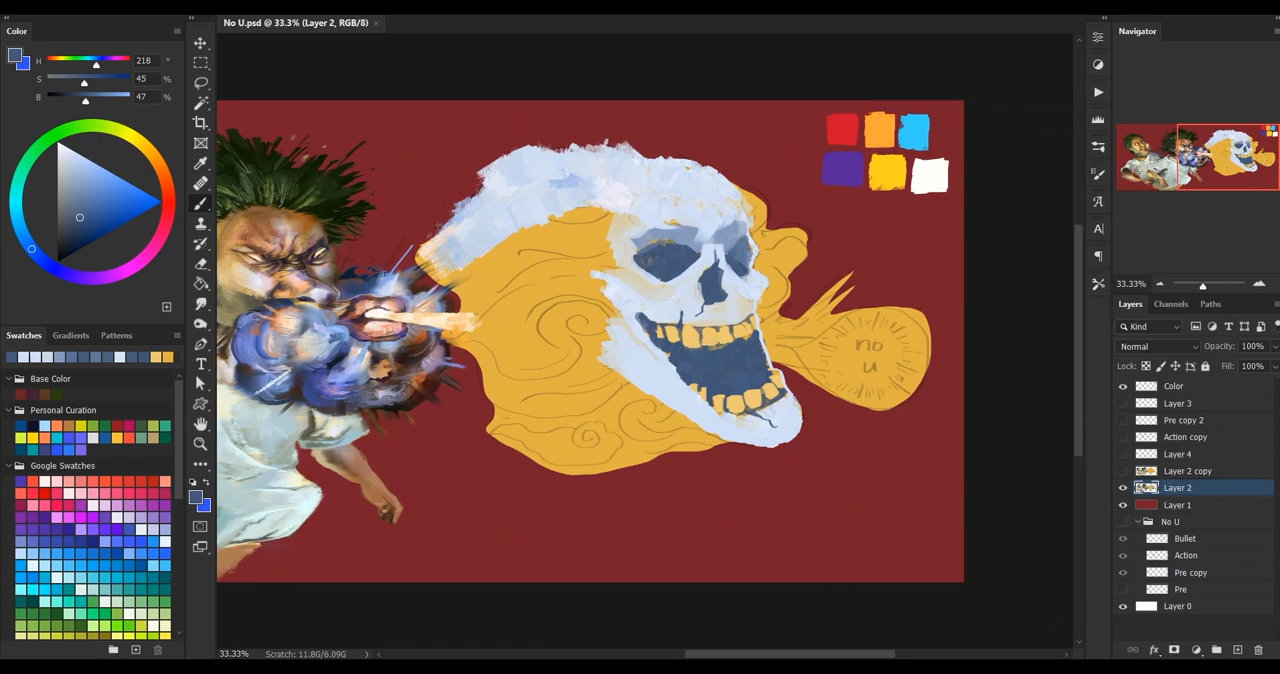 No U.psd @ 33.3% (Layer 2, RGB/8)
Color
H 218 °
S 45 %
B 47 %
Swatches Gradients Patterns
Base Color
Personal Curation
Google Swatches
no
u
33.33% Scratch: 11.8G/6.09G
Navigator
33.33%
Layers Channels Paths
Kind
Normal Opacity: 100%
Lock: Fill: 100%
Color
Layer 3
Pre copy 2
Action copy
Layer 4
Layer 2 copy
Layer 2
Layer 1
No U
Bullet
Action
Pre copy
Pre
Layer 0